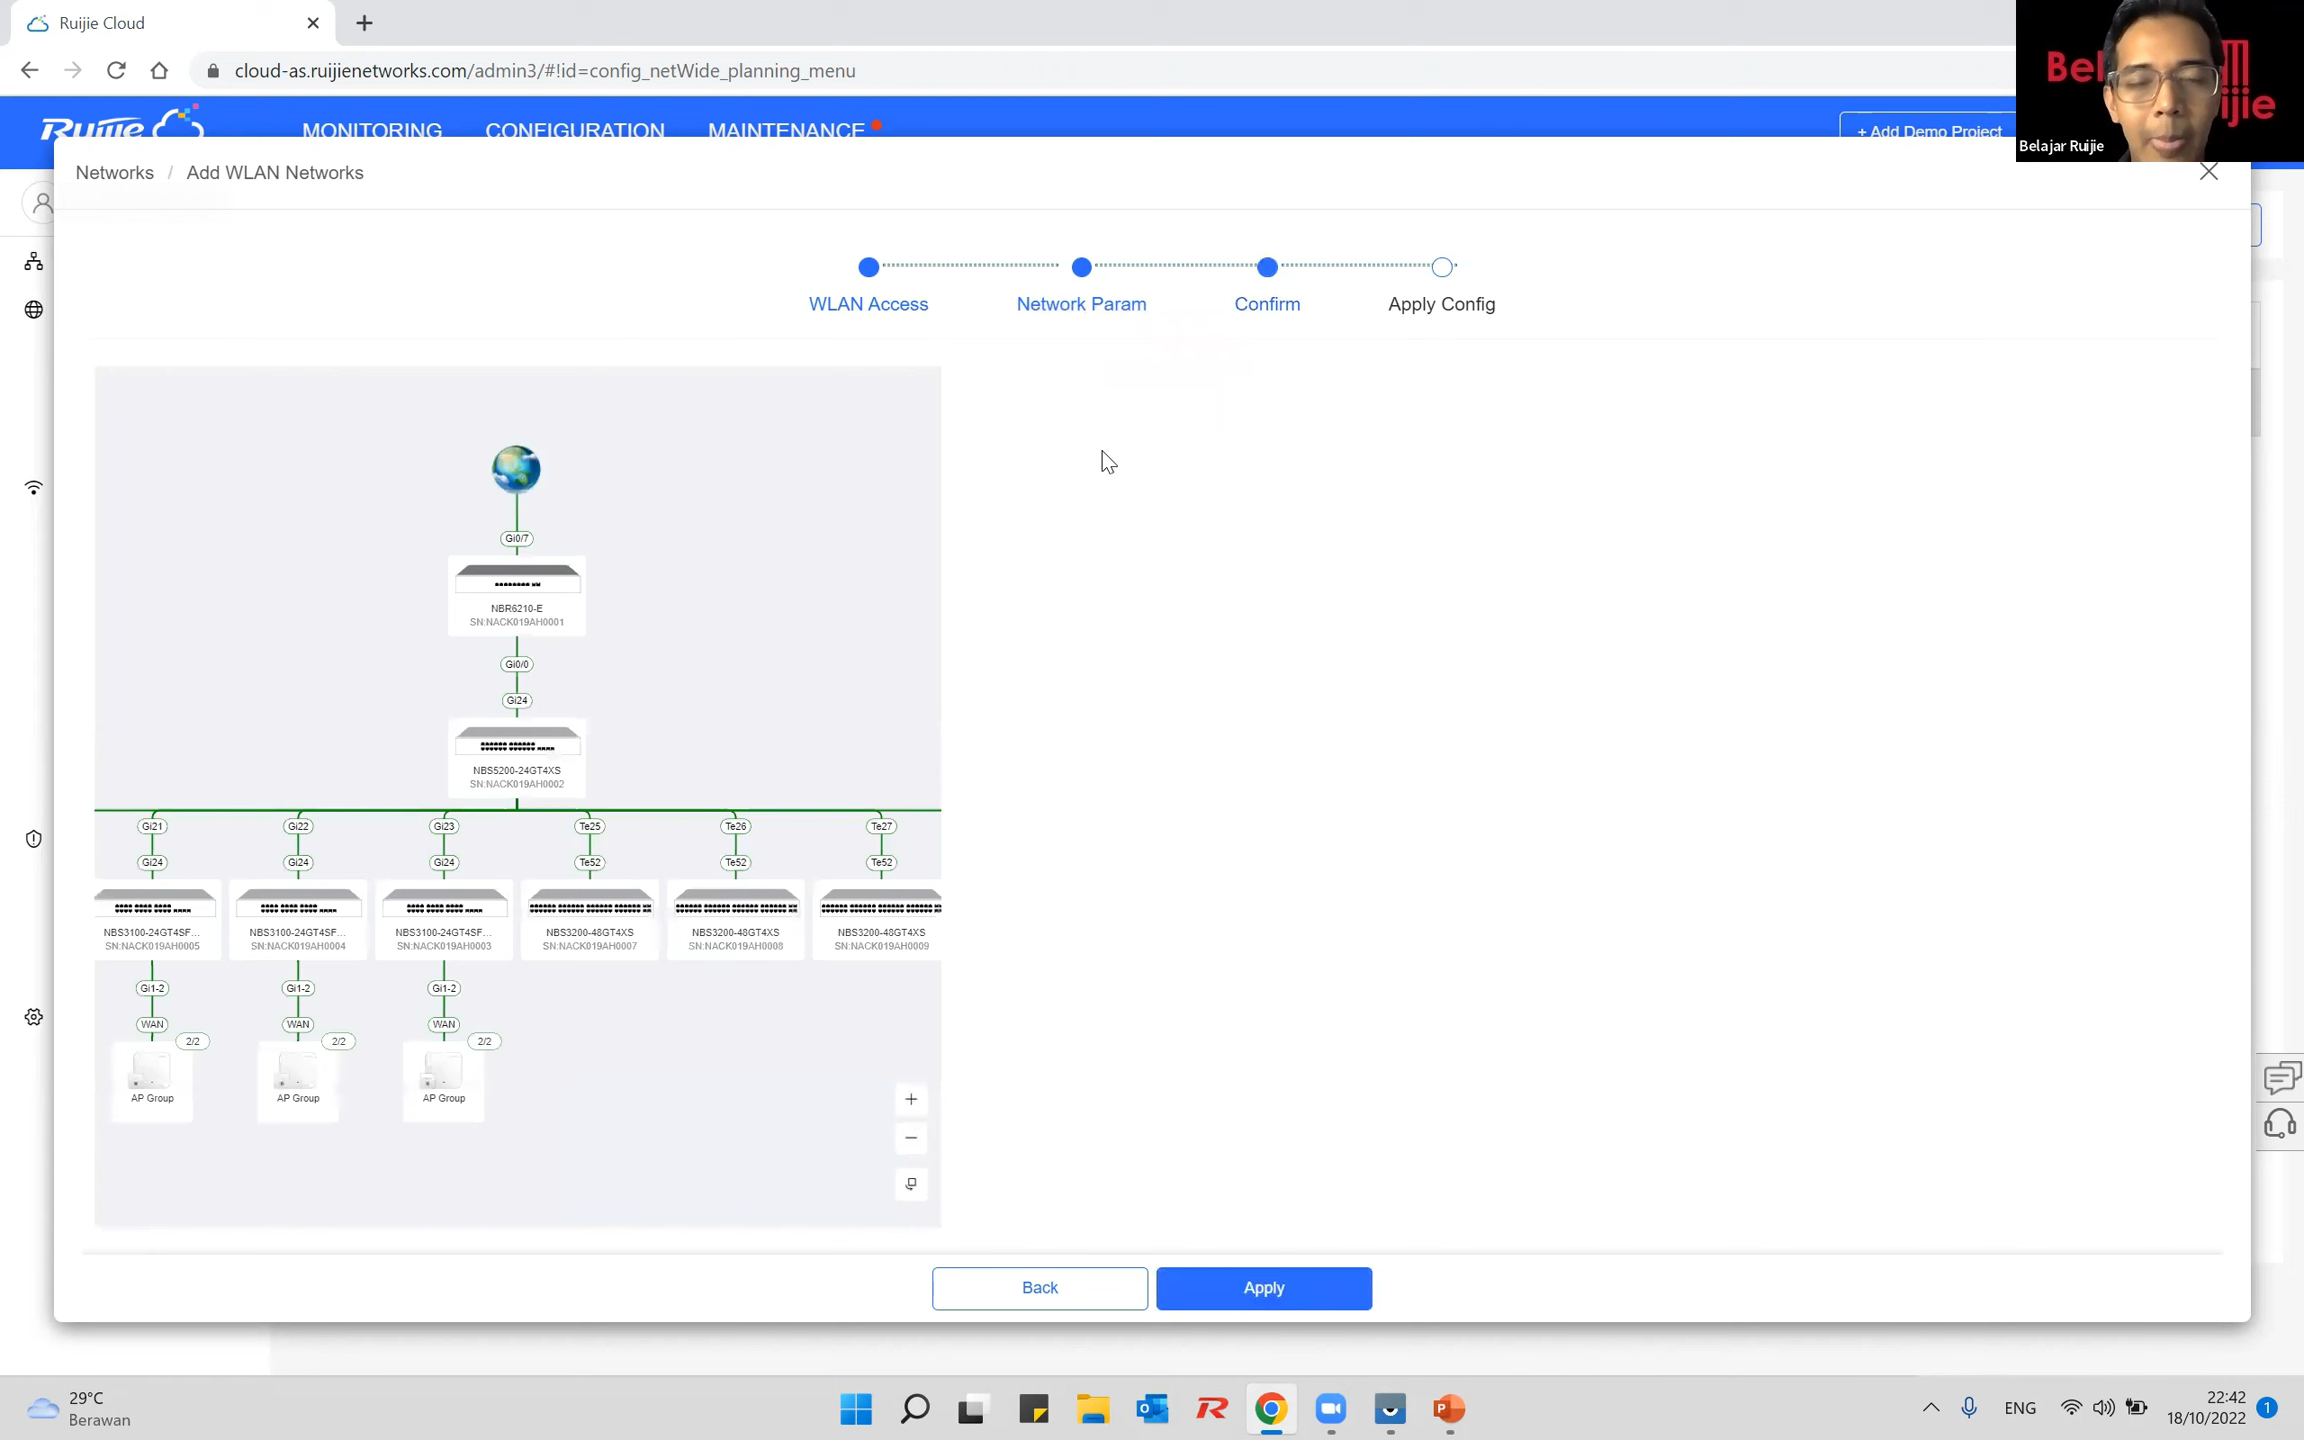 Ruijie Cloud
cloud-as.ruijienetworks.com/admin3/#!id=config_netWide_planning_menu
Ruijie
MONITORING
CONFIGURATION
MAINTENANCE
+ Add Demo Project
Belajar Ruijie
Networks / Add WLAN Networks
WLAN Access
Network Param
Confirm
Apply Config
Gi0/7
NBR6210-E
SN:NACK019AH0001
Gi0/0
Gi24
NBS5200-24GT4XS
SN:NACK019AH0002
Gi21 Gi22 Gi23 Te25 Te26 Te27
Gi24 Gi24 Gi24 Te52 Te52 Te52
NBS3100-24GT4SF... NBS3100-24GT4SF... NBS3100-24GT4SF... NBS3200-48GT4XS NBS3200-48GT4XS NBS3200-48GT4XS
SN:NACK019AH0005 SN:NACK019AH0004 SN:NACK019AH0003 SN:NACK019AH0007 SN:NACK019AH0008 SN:NACK019AH0009
Gi1-2 Gi1-2 Gi1-2
WAN WAN WAN
2/2 2/2 2/2
AP Group AP Group AP Group
Back
Apply
29°C
Berawan
ENG
22:42
18/10/2022
1